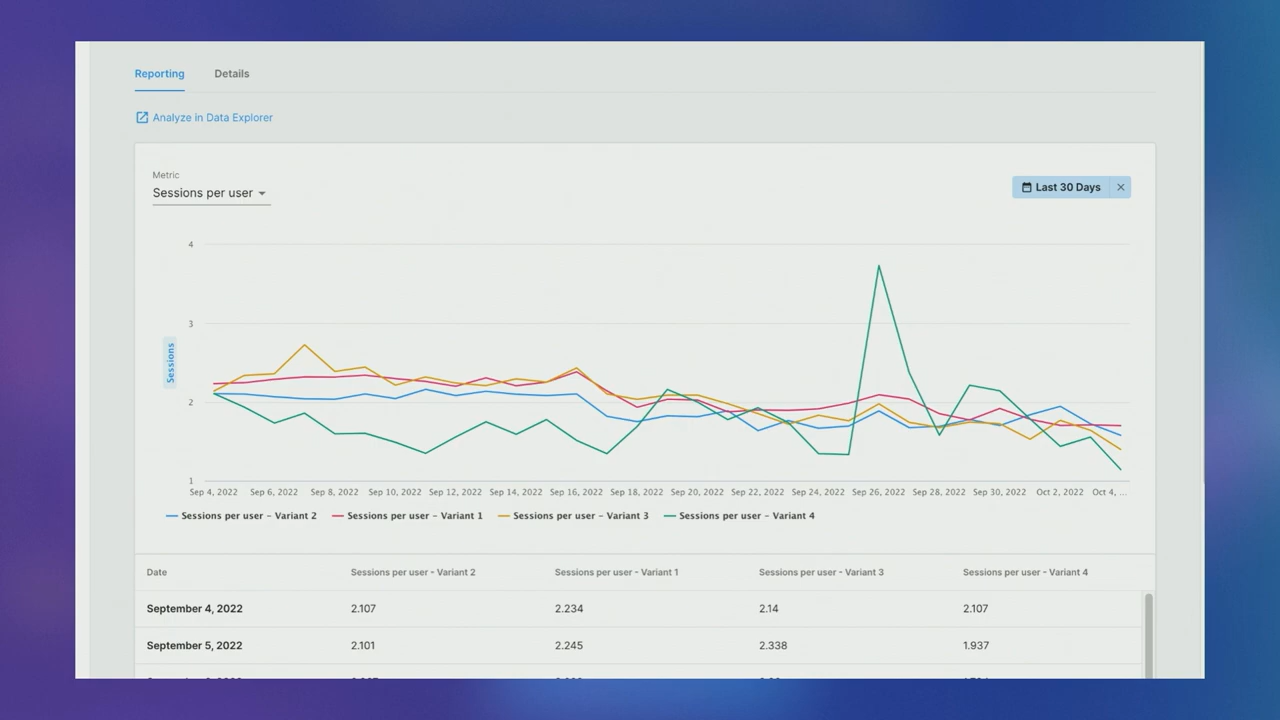 Reporting Details
Analyze in Data Explorer
Metric
Sessions per user
Last 30 Days
4
3
2
1
Sessions
Sep 4, 2022 Sep 6, 2022 Sep 8, 2022 Sep 10, 2022 Sep 12, 2022 Sep 14, 2022 Sep 16, 2022 Sep 18, 2022 Sep 20, 2022 Sep 22, 2022 Sep 24, 2022 Sep 26, 2022 Sep 28, 2022 Sep 30, 2022 Oct 2, 2022 Oct 4, ...
Sessions per user - Variant 2 Sessions per user - Variant 1 Sessions per user - Variant 3 Sessions per user - Variant 4
Date Sessions per user - Variant 2 Sessions per user - Variant 1 Sessions per user - Variant 3 Sessions per user - Variant 4
September 4, 2022 2.107 2.234 2.14 2.107
September 5, 2022 2.101 2.245 2.338 1.937